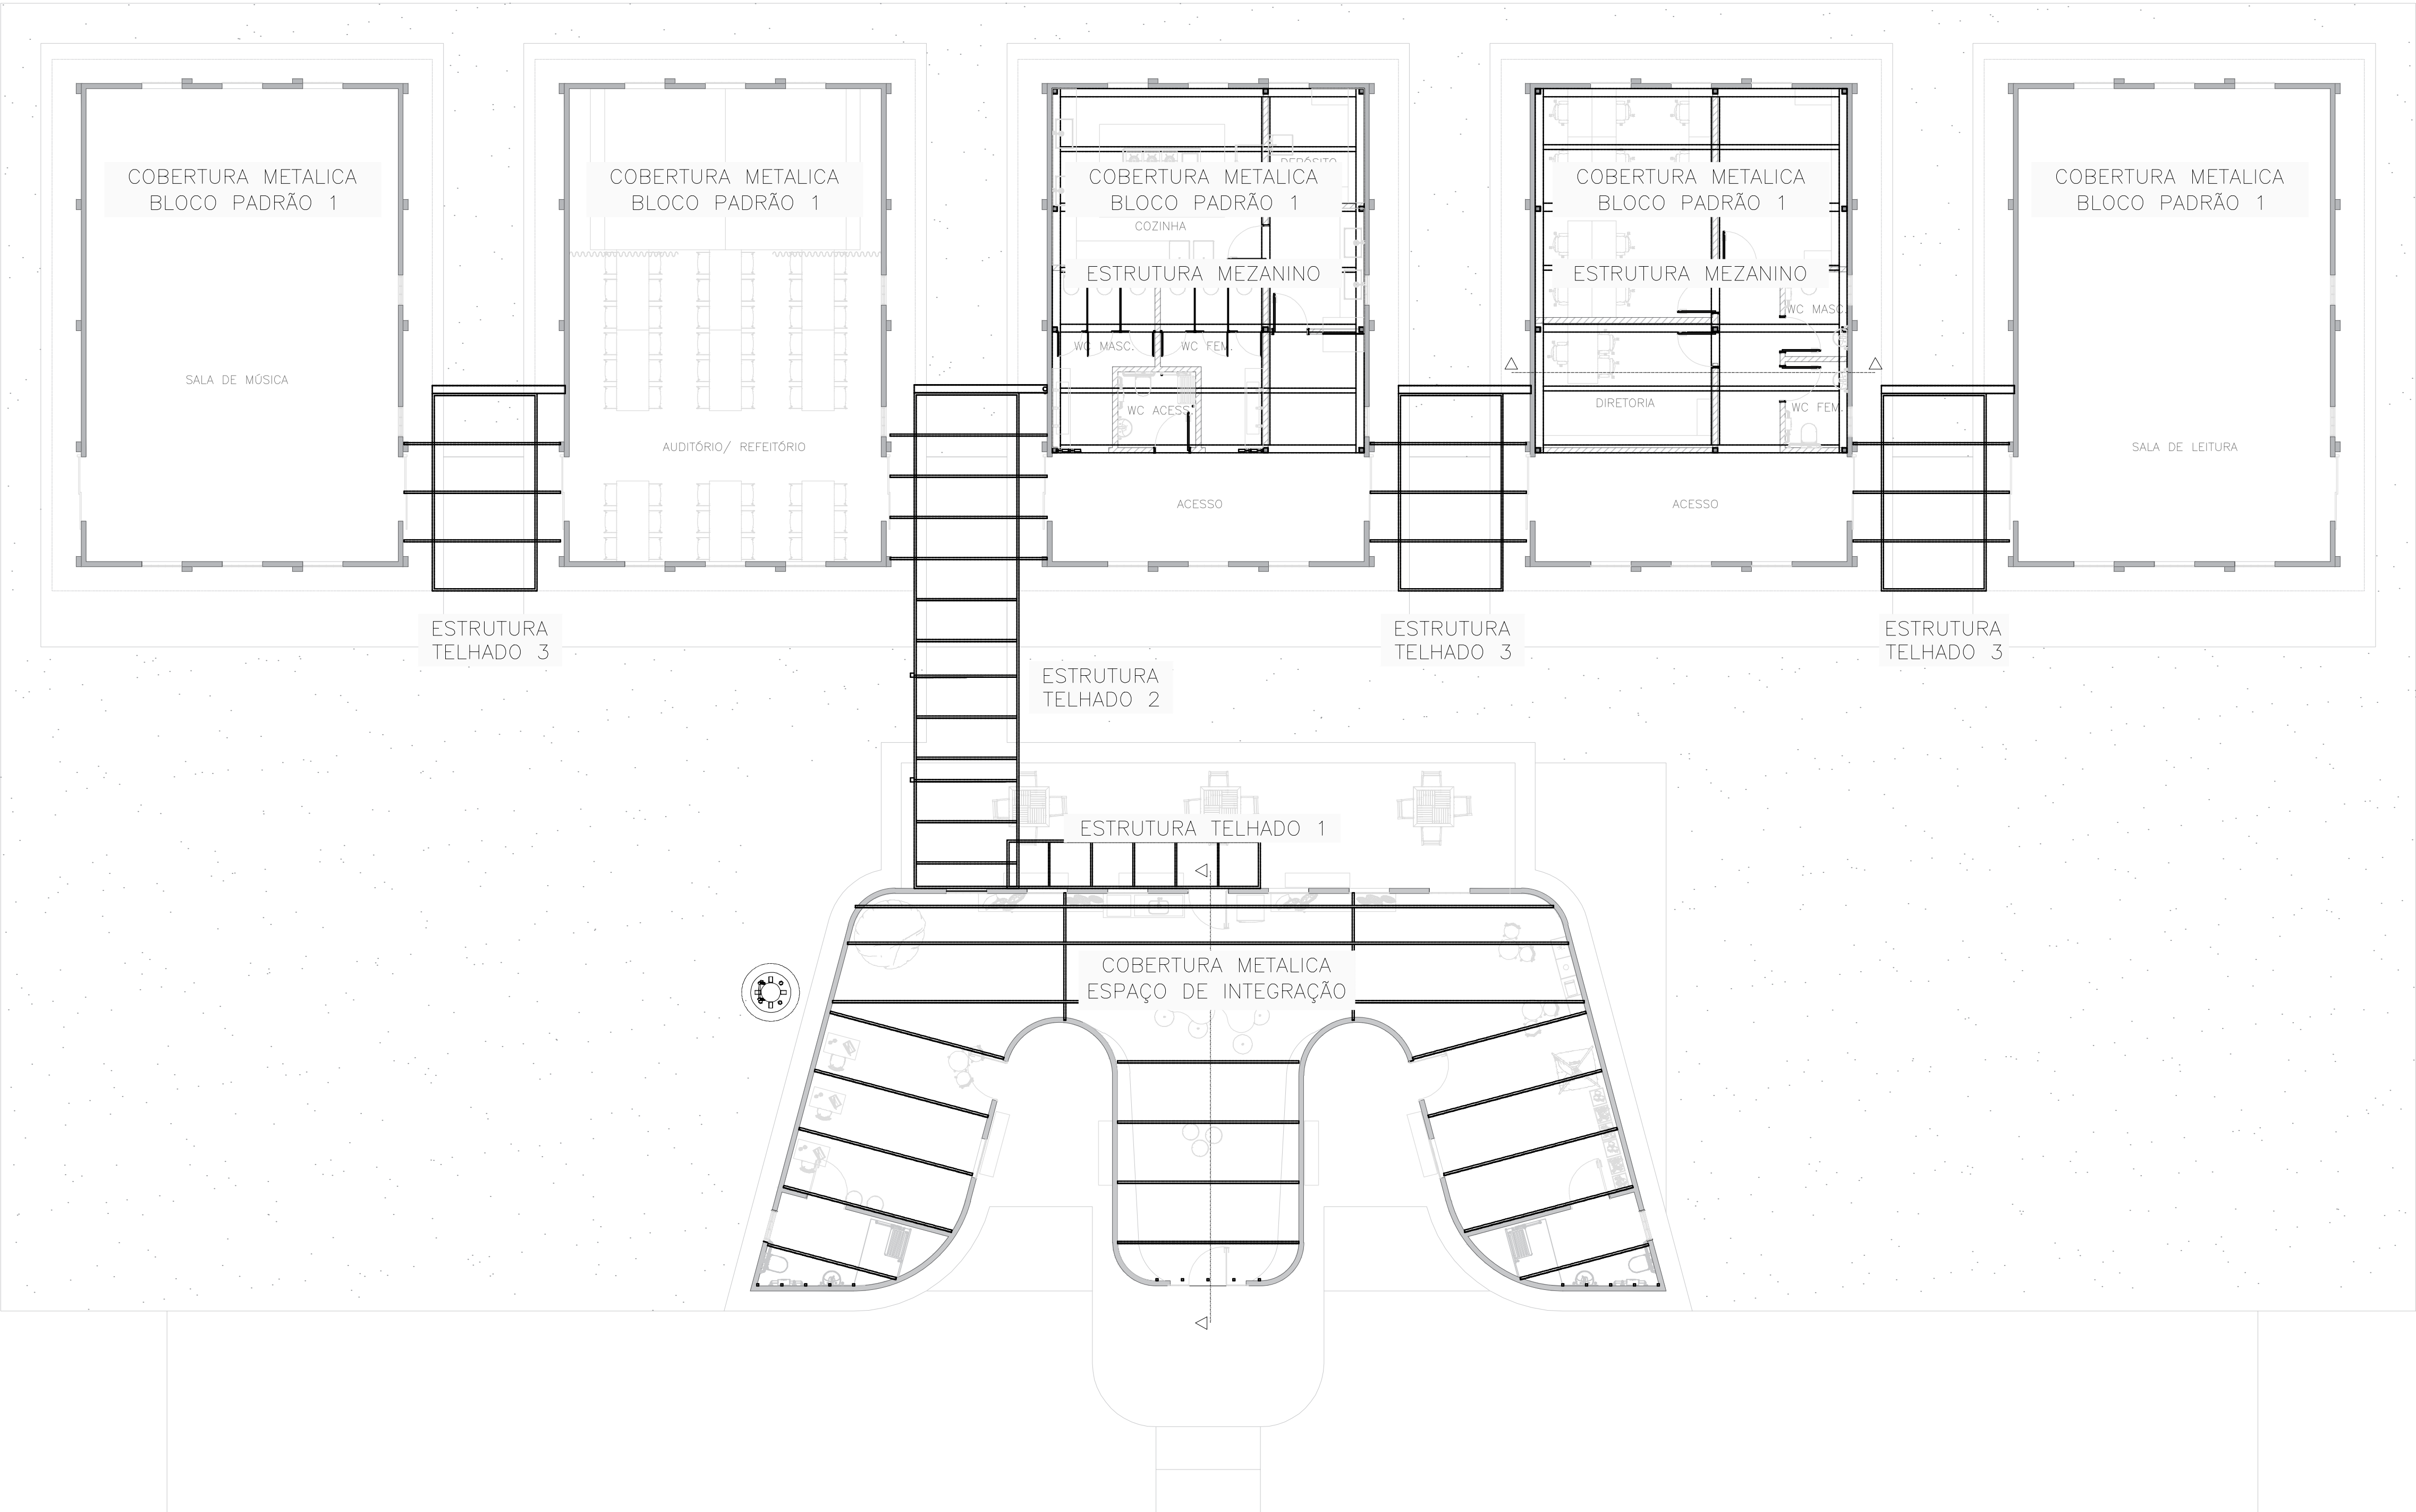 COBERTURA METALICA
BLOCO PADRÃO 1
COBERTURA METALICA
BLOCO PADRÃO 1
COBERTURA METALICA
BLOCO PADRÃO 1
COBERTURA METALICA
BLOCO PADRÃO 1
COBERTURA METALICA
BLOCO PADRÃO 1
DEPÓSITO
COZINHA
ESTRUTURA MEZANINO
ESTRUTURA MEZANINO
WC MASC.
WC MASC.
WC FEM.
SALA DE MÚSICA
DIRETORIA
WC ACESS.
WC FEM.
AUDITÓRIO/ REFEITÓRIO
SALA DE LEITURA
ACESSO
ACESSO
ESTRUTURA
TELHADO 3
ESTRUTURA
TELHADO 3
ESTRUTURA
TELHADO 3
ESTRUTURA
TELHADO 2
ESTRUTURA TELHADO 1
COBERTURA METALICA
ESPAÇO DE INTEGRAÇÃO